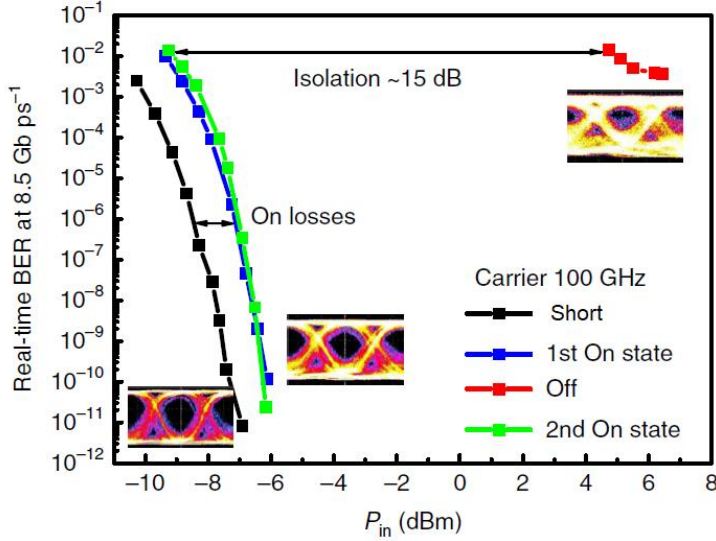 Real-time BER at 8.5 Gb ps⁻¹
10⁻¹
10⁻²
10⁻³
10⁻⁴
10⁻⁵
10⁻⁶
10⁻⁷
10⁻⁸
10⁻⁹
10⁻¹⁰
10⁻¹¹
10⁻¹²
Isolation ~15 dB
On losses
Carrier 100 GHz
Short
1st On state
Off
2nd On state
−10 −8 −6 −4 −2 0 2 4 6 8
P_in (dBm)